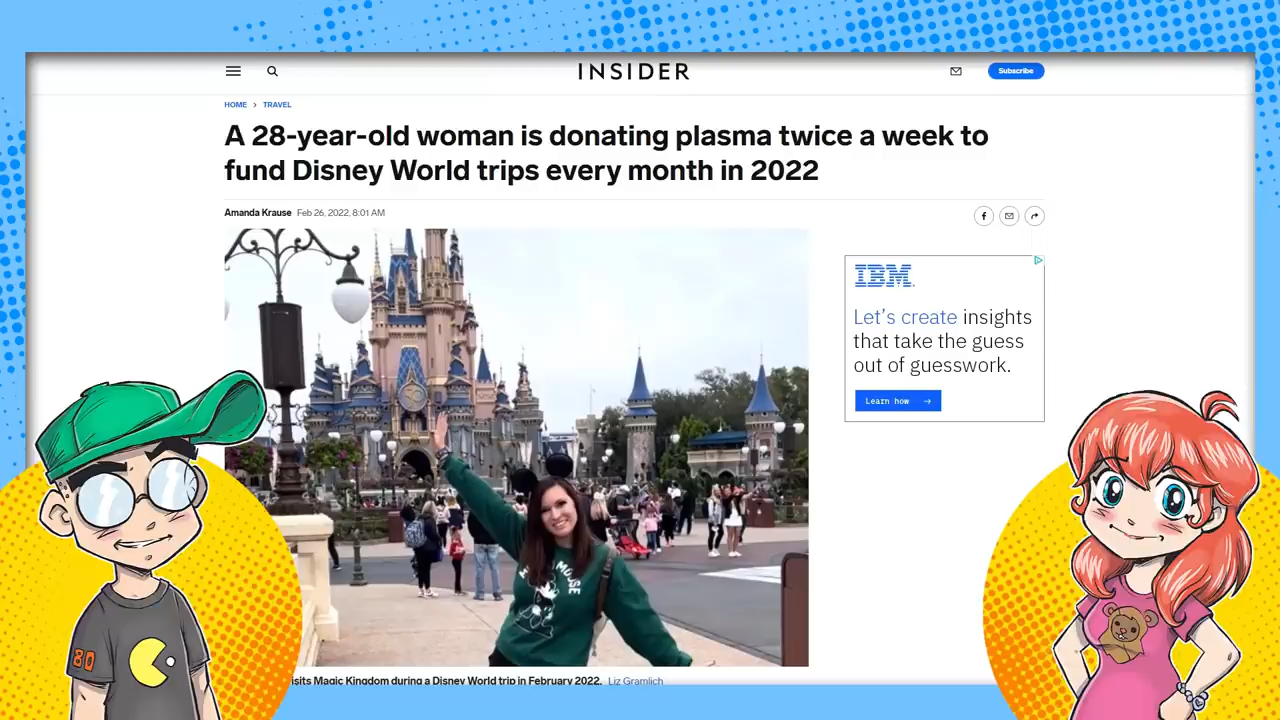 INSIDER
Subscribe
HOME > TRAVEL
A 28-year-old woman is donating plasma twice a week to
fund Disney World trips every month in 2022
Amanda Krause Feb 26, 2022, 8:01 AM
IBM
Let's create insights
that take the guess
out of guesswork.
Learn how →
MOUSE
80
isits Magic Kingdom during a Disney World trip in February 2022. Liz Gramlich